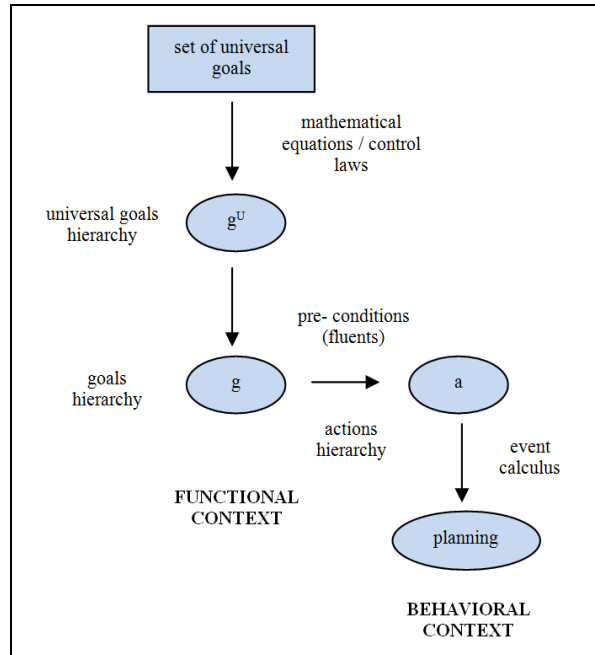 set of universal
goals
mathematical
equations / control
laws
universal goals
hierarchy
gᵁ
pre- conditions
(fluents)
goals
hierarchy
g
a
actions
hierarchy
event
calculus
FUNCTIONAL
CONTEXT
planning
BEHAVIORAL
CONTEXT